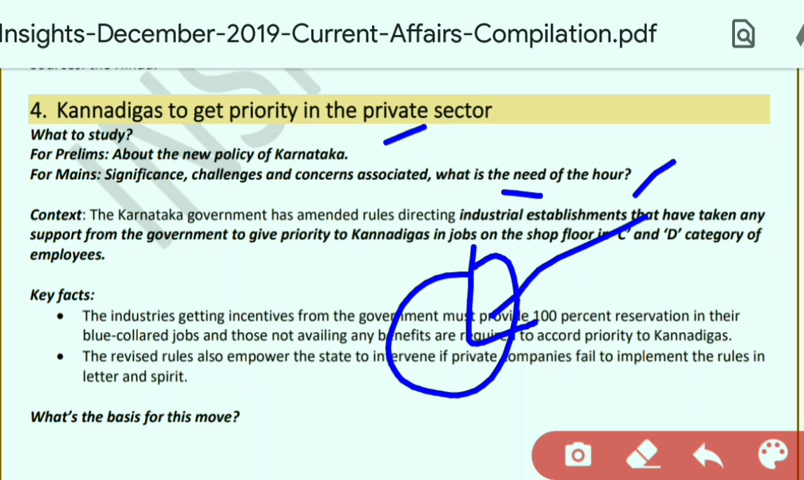 Insights-December-2019-Current-Affairs-Compilation.pdf
4. Kannadigas to get priority in the private sector
What to study?
For Prelims: About the new policy of Karnataka.
For Mains: Significance, challenges and concerns associated, what is the need of the hour?
Context: The Karnataka government has amended rules directing industrial establishments that have taken any
support from the government to give priority to Kannadigas in jobs on the shop floor in 'C' and 'D' category of
employees.
Key facts:
• The industries getting incentives from the government must provide 100 percent reservation in their
blue-collared jobs and those not availing any benefits are required to accord priority to Kannadigas.
• The revised rules also empower the state to intervene if private companies fail to implement the rules in
letter and spirit.
What's the basis for this move?